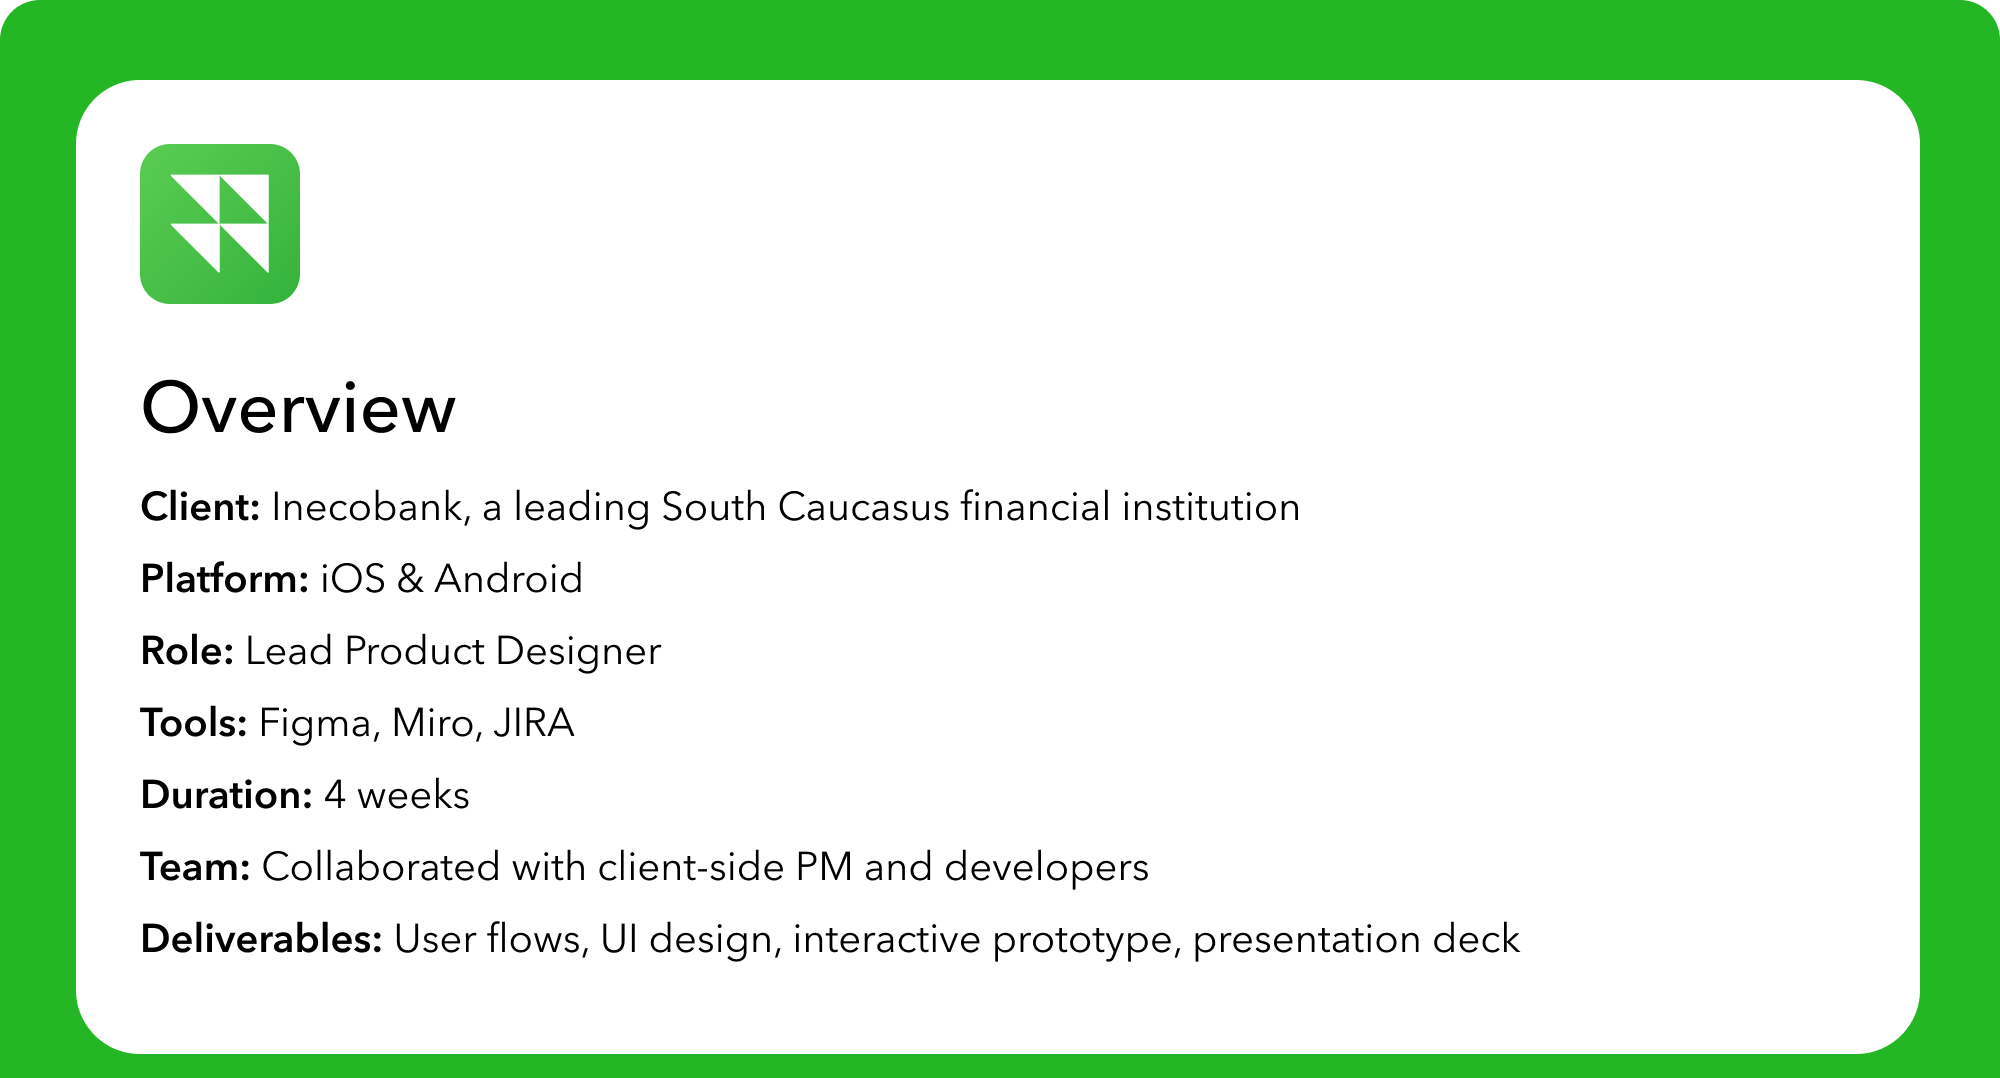 Overview
Client: Inecobank, a leading South Caucasus financial institution
Platform: iOS & Android
Role: Lead Product Designer
Tools: Figma, Miro, JIRA
Duration: 4 weeks
Team: Collaborated with client-side PM and developers
Deliverables: User flows, UI design, interactive prototype, presentation deck